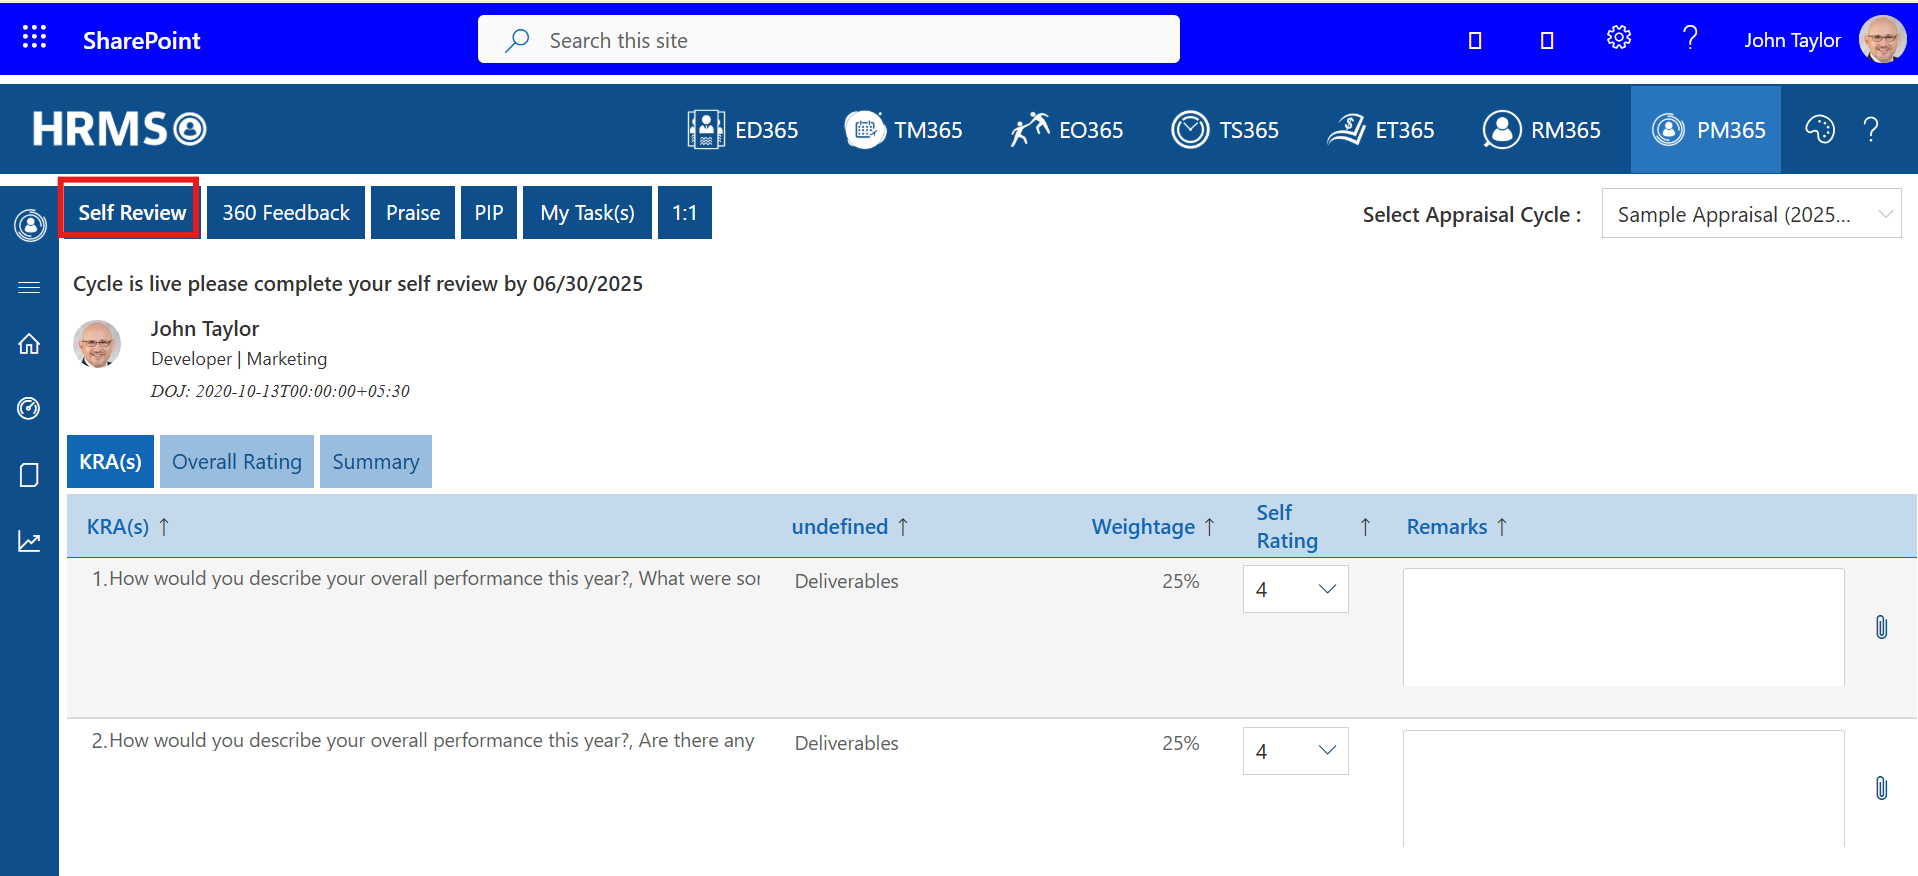 SharePoint
Search this site
John Taylor
HRMS
ED365
TM365
EO365
TS365
ET365
RM365
PM365
?
Self Review
360 Feedback
Praise
PIP
My Task(s)
1:1
Select Appraisal Cycle :
Sample Appraisal (2025...
Cycle is live please complete your self review by 06/30/2025
John Taylor
Developer | Marketing
DOJ: 2020-10-13T00:00:00+05:30
KRA(s)
Overall Rating
Summary
KRA(s) ↑
undefined ↑
Weightage ↑
Self
Rating ↑
Remarks ↑
1.How would you describe your overall performance this year?, What were
Deliverables
25%
4
2.How would you describe your overall performance this year?, Are there any
Deliverables
25%
4